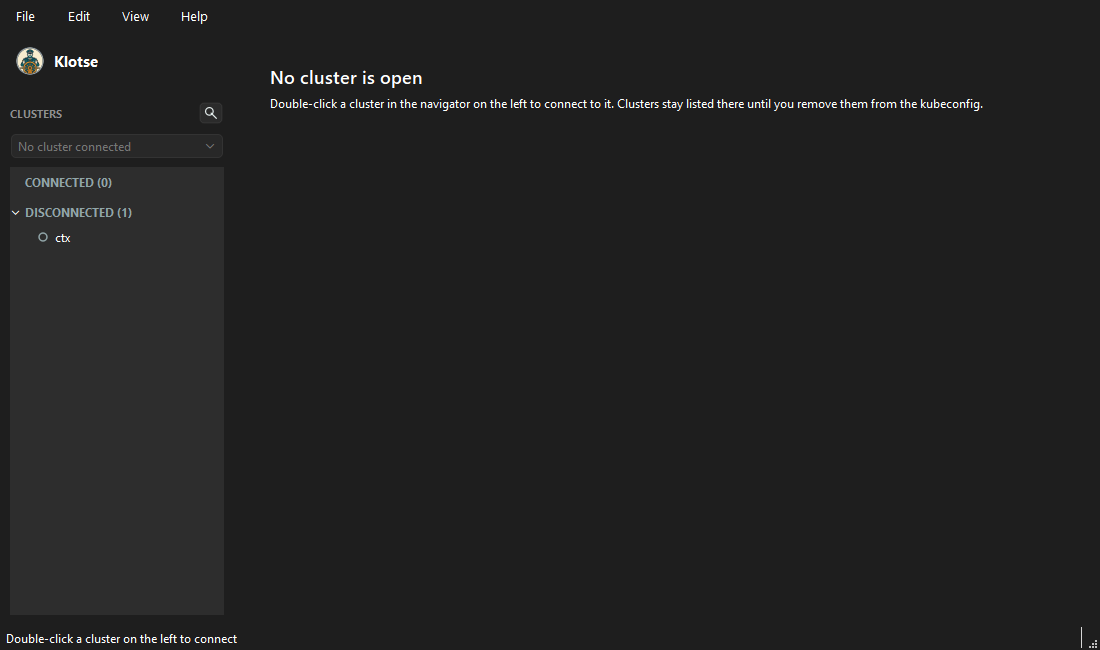 File Edit View Help
Klotse
No cluster is open
Double-click a cluster in the navigator on the left to connect to it. Clusters stay listed there until you remove them from the kubeconfig.
CLUSTERS
No cluster connected
CONNECTED (0)
DISCONNECTED (1)
ctx
Double-click a cluster on the left to connect